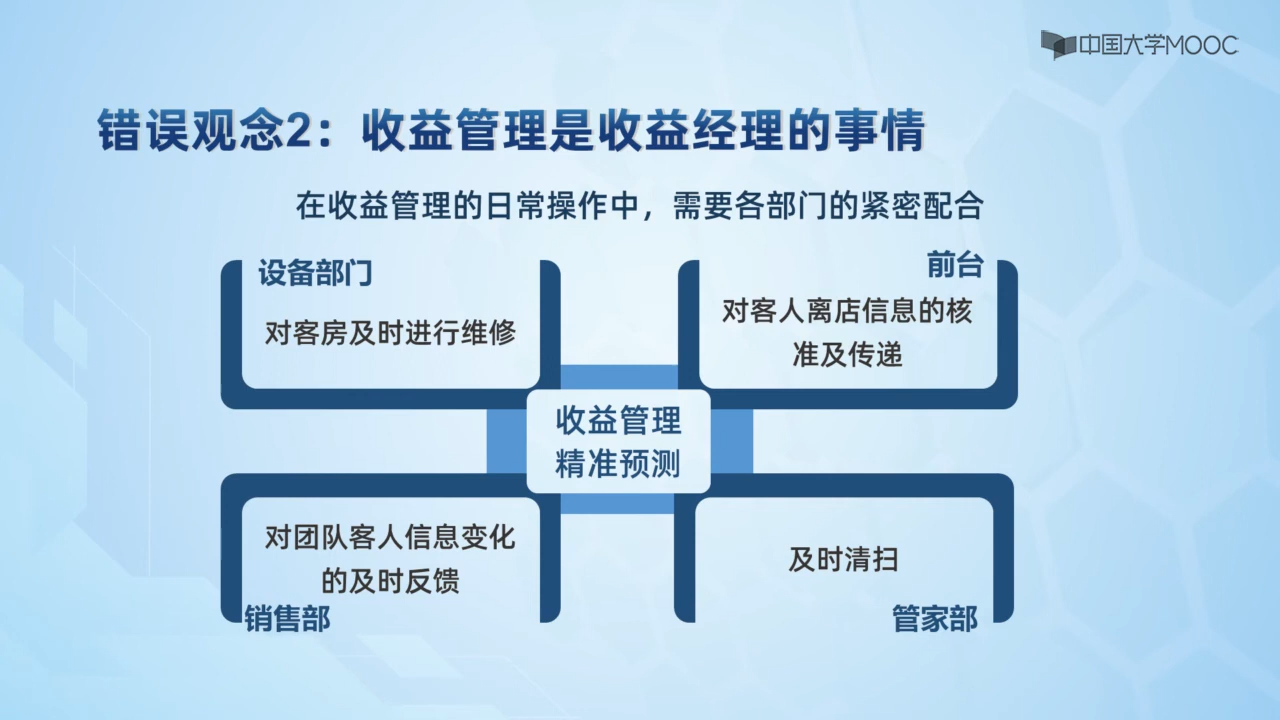 中国大学MOOC
错误观念2：收益管理是收益经理的事情
在收益管理的日常操作中，需要各部门的紧密配合
设备部门
对客房及时进行维修
前台
对客人离店信息的核
准及传递
收益管理
精准预测
对团队客人信息变化
的及时反馈
销售部
及时清扫
管家部